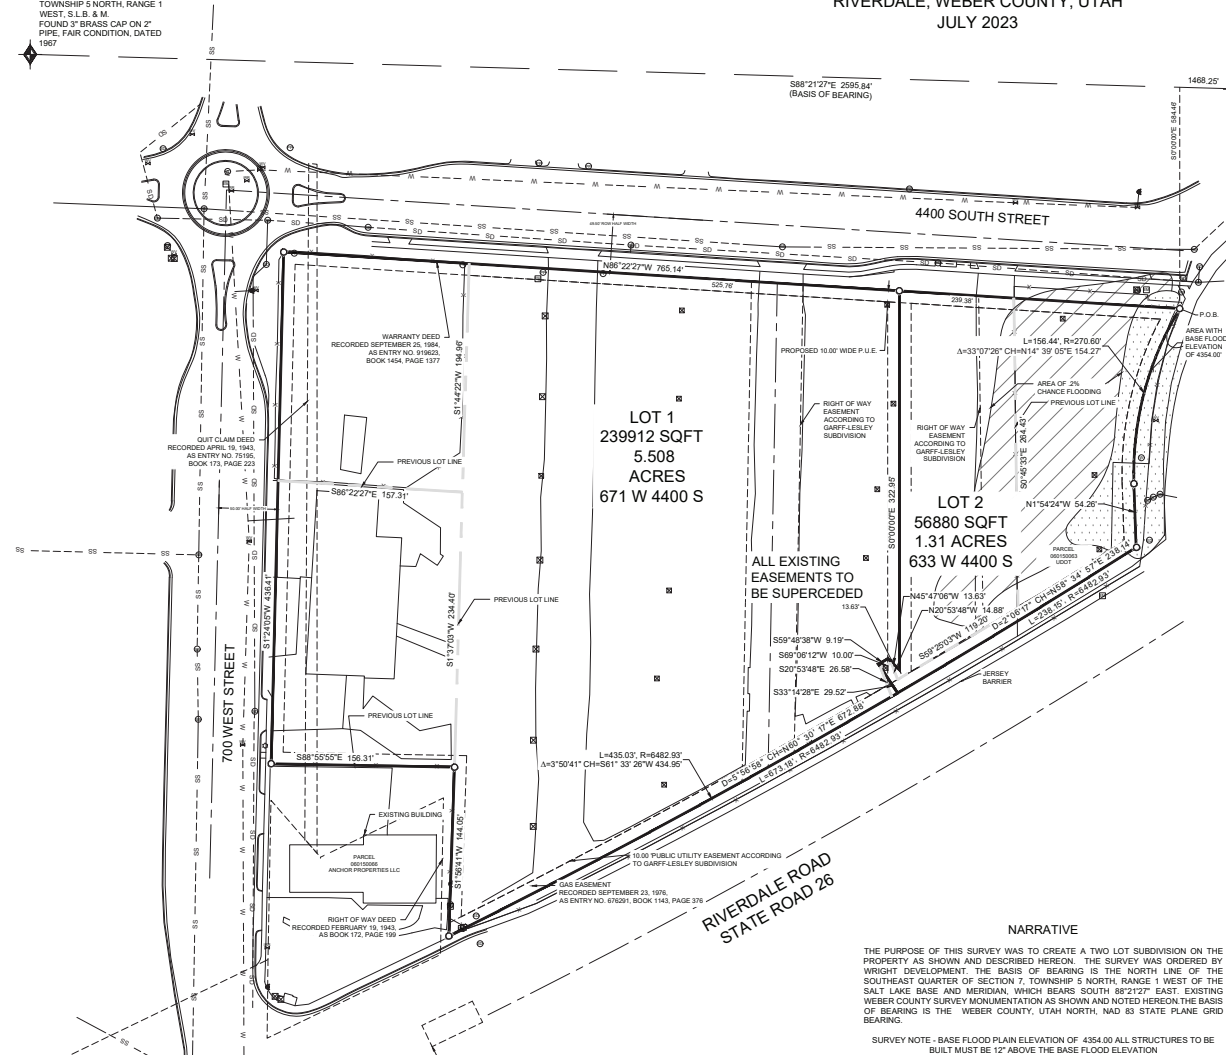 TOWNSHIP 5 NORTH, RANGE 1
WEST, S.L.B. & M.
FOUND 3" BRASS CAP ON 2"
PIPE, FAIR CONDITION, DATED
1967
RIVERDALE, WEBER COUNTY, UTAH
JULY 2023
S88°21'27"E 2595.84'
(BASIS OF BEARING)
1468.25'
S0°00'00"E 584.46'
4400 SOUTH STREET
N86°22'27"W 765.14'
525.76'
239.38'
P.O.B.
AREA WITH
BASE FLOOD
ELEVATION
OF 4354.00'
WARRANTY DEED
RECORDED SEPTEMBER 25, 1984,
AS ENTRY NO. 919623,
BOOK 1454, PAGE 1377
S1°44'22"W 194.96'
PROPOSED 10.00' WIDE P.U.E.
L=156.44', R=270.60'
Δ=33°07'26" CH=N14° 39' 05"E 154.27'
AREA OF .2%
CHANCE FLOODING
PREVIOUS LOT LINE
RIGHT OF WAY
EASEMENT
ACCORDING TO
GARFF-LESLEY
SUBDIVISION
RIGHT OF WAY
EASEMENT
ACCORDING TO
GARFF-LESLEY
SUBDIVISION
S0°45'33"E 264.43'
LOT 1
239912 SQFT
5.508
ACRES
671 W 4400 S
QUIT CLAIM DEED
RECORDED APRIL 19, 1943,
AS ENTRY NO. 75195,
BOOK 173, PAGE 223
PREVIOUS LOT LINE
S86°22'27"E 157.31'
S0°00'00"E 322.95'
LOT 2
56880 SQFT
1.31 ACRES
633 W 4400 S
N1°54'24"W 54.26'
PARCEL
060150063
UDOT
ALL EXISTING
EASEMENTS TO
BE SUPERCEDED
13.63'
N45°47'06"W 13.63'
N20°53'48"W 14.88'
S59°48'38"W 9.19'
S69°06'12"W 10.00'
S20°53'48"E 26.58'
S33°14'28"E 29.52'
S59°25'03"W 119.20'
D=2°06'17" CH=N58° 34' 57"E 238.14'
L=238.15', R=6482.93'
JERSEY
BARRIER
S1°24'05"W 436.41'
PREVIOUS LOT LINE
S1°37'03"W 234.40'
700 WEST STREET
PREVIOUS LOT LINE
S88°55'55"E 156.31'
L=435.03', R=6482.93'
Δ=3°50'41" CH=S61° 33' 26"W 434.95'
D=5°56'58" CH=N60° 30' 17"E 672.88'
L=673.18', R=6482.93'
EXISTING BUILDING
PARCEL
060150066
ANCHOR PROPERTIES LLC
S1°56'41"W 144.05'
10.00 'PUBLIC UTILITY EASEMENT ACCORDING
TO GARFF-LESLEY SUBDIVISION
GAS EASEMENT
RECORDED SEPTEMBER 23, 1976,
AS ENTRY NO. 676291, BOOK 1143, PAGE 376
RIGHT OF WAY DEED
RECORDED FEBRUARY 19, 1943,
AS BOOK 172, PAGE 199
RIVERDALE ROAD
STATE ROAD 26
NARRATIVE
THE PURPOSE OF THIS SURVEY WAS TO CREATE A TWO LOT SUBDIVISION ON THE
PROPERTY AS SHOWN AND DESCRIBED HEREON. THE SURVEY WAS ORDERED BY
WRIGHT DEVELOPMENT. THE BASIS OF BEARING IS THE NORTH LINE OF THE
SOUTHEAST QUARTER OF SECTION 7, TOWNSHIP 5 NORTH, RANGE 1 WEST OF THE
SALT LAKE BASE AND MERIDIAN, WHICH BEARS SOUTH 88°21'27" EAST. EXISTING
WEBER COUNTY SURVEY MONUMENTATION AS SHOWN AND NOTED HEREON.THE BASIS
OF BEARING IS THE WEBER COUNTY, UTAH NORTH, NAD 83 STATE PLANE GRID
BEARING.
SURVEY NOTE - BASE FLOOD PLAIN ELEVATION OF 4354.00 ALL STRUCTURES TO BE
BUILT MUST BE 12" ABOVE THE BASE FLOOD ELEVATION